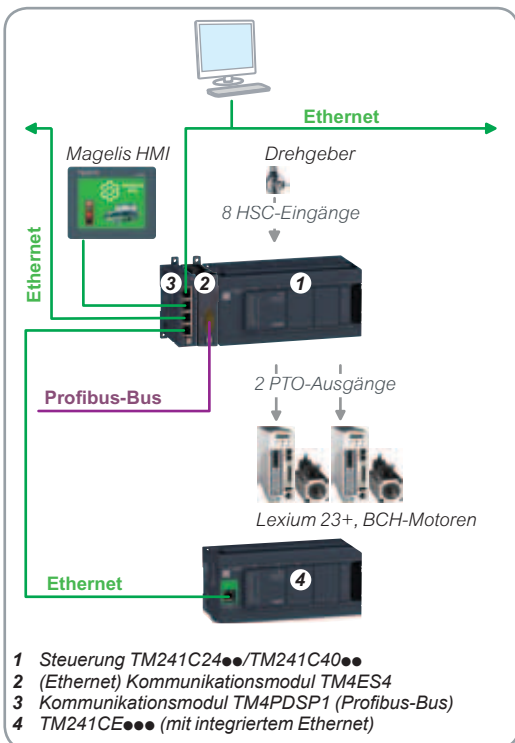 Ethernet
Magelis HMI
Drehgeber
8 HSC-Eingänge
Ethernet
3
2
1
2 PTO-Ausgänge
Profibus-Bus
Lexium 23+, BCH-Motoren
Ethernet
4
1 Steuerung TM241C24●●/TM241C40●●
2 (Ethernet) Kommunikationsmodul TM4ES4
3 Kommunikationsmodul TM4PDSP1 (Profibus-Bus)
4 TM241CE●●● (mit integriertem Ethernet)